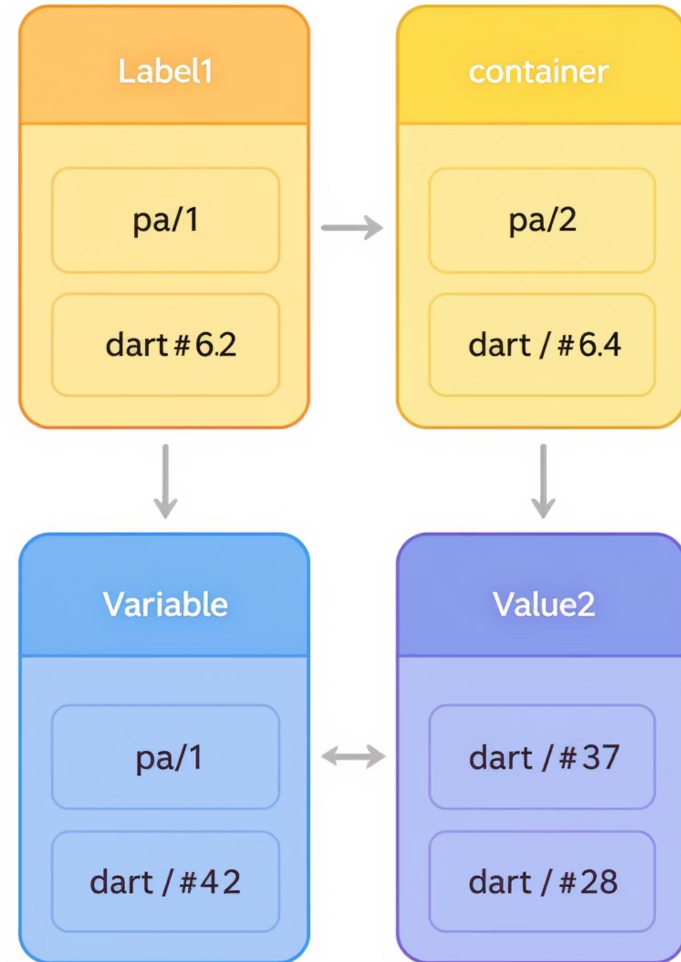 Label1
container
pa/1
pa/2
dart #6.2
dart / #6.4
Variable
Value2
pa/1
dart / #37
dart / #42
dart / #28